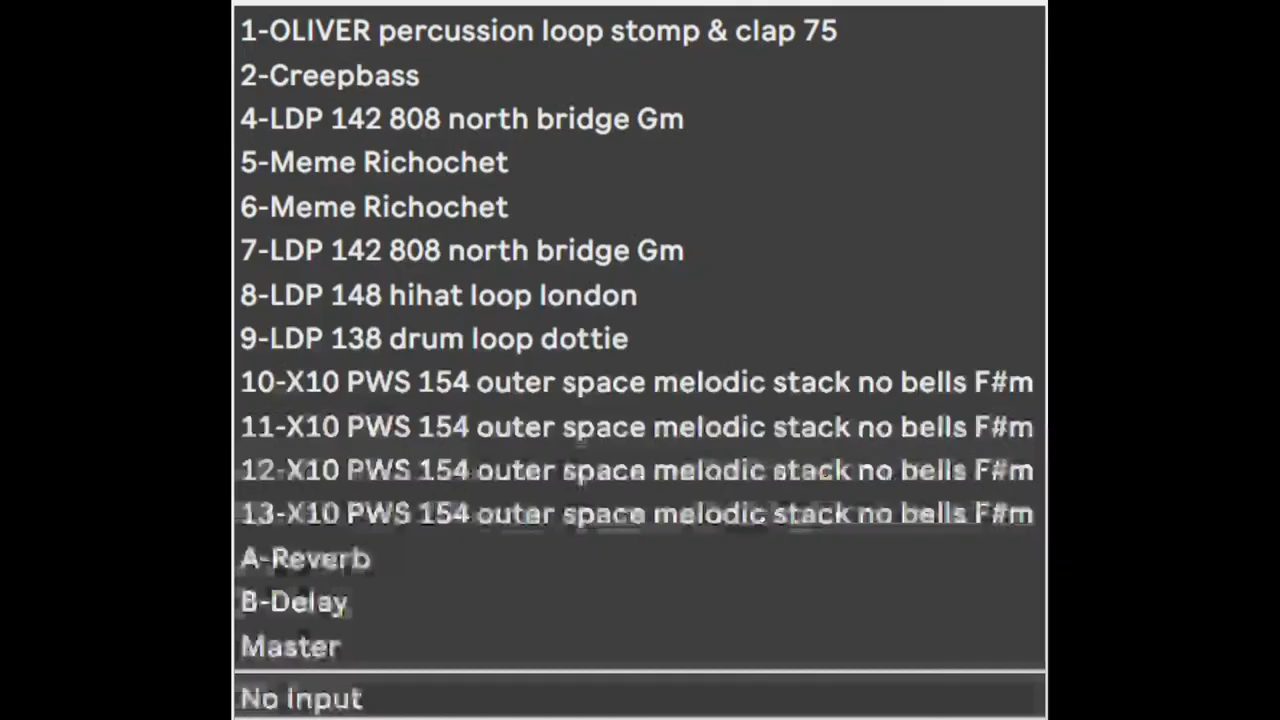 1-OLIVER percussion loop stomp & clap 75
2-Creepbass
4-LDP 142 808 north bridge Gm
5-Meme Richochet
6-Meme Richochet
7-LDP 142 808 north bridge Gm
8-LDP 148 hihat loop london
9-LDP 138 drum loop dottie
10-X10 PWS 154 outer space melodic stack no bells F#m
11-X10 PWS 154 outer space melodic stack no bells F#m
12-X10 PWS 154 outer space melodic stack no bells F#m
13-X10 PWS 154 outer space melodic stack no bells F#m
A-Reverb
B-Delay
Master
No Input